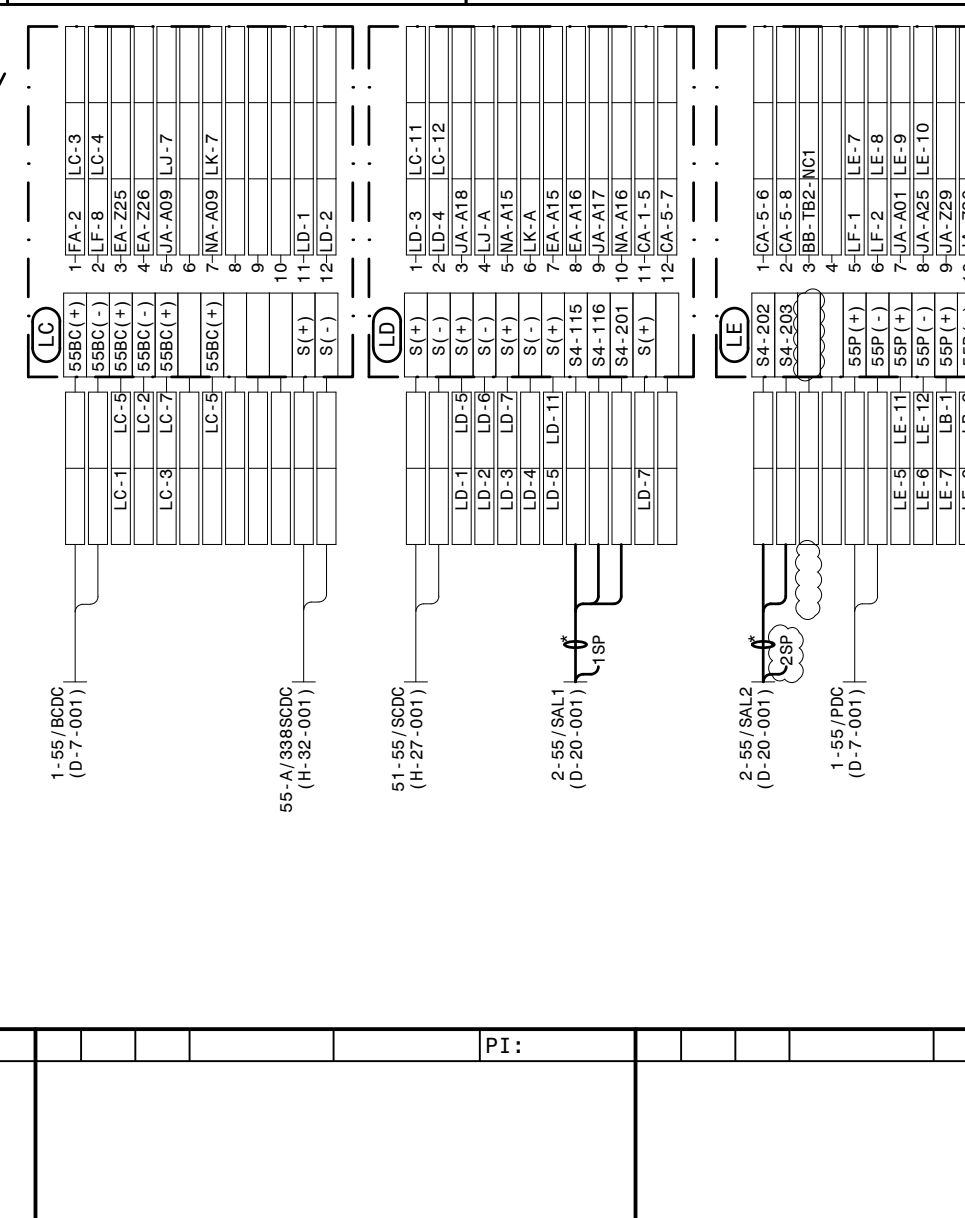 LC
1-FA-2 LC-3
2-LF-8 LC-4
3-EA-Z25
4-EA-Z26
5-JA-A09 LJ-7
6-
7-NA-A09 LK-7
8-
9-
10-
11-LD-1
12-LD-2
55BC(+)
55BC(-)
55BC(+) LC-1 LC-5
55BC(-) LC-2
55BC(+) LC-3 LC-7
55BC(+) LC-5
S(+)
S(-)
1-55/BCDC
(D-7-001)
55-A/338SCDC
(H-32-001)
LD
1-LD-3 LC-11
2-LD-4 LC-12
3-JA-A18
4-LJ-A
5-NA-A15
6-LK-A
7-EA-A15
8-EA-A16
9-JA-A17
10-NA-A16
11-CA-1-5
12-CA-5-7
S(+)
S(-)
S(+) LD-1 LD-5
S(-) LD-2 LD-6
S(+) LD-3 LD-7
S(-) LD-4
S(+) LD-5 LD-11
S4-115
S4-116
S4-201
S(+) LD-7
51-55/SCDC
(H-27-001)
2-55/SAL1
(D-20-001)
*
1SP
LE
1-CA-5-6
2-CA-5-8
3-BB-TB2-NC1
4-
5-LF-1 LE-7
6-LF-2 LE-8
7-JA-A01 LE-9
8-JA-A25 LE-10
9-JA-Z29
S4-202
S4-203
55P(+)
55P(-)
55P(+) LE-5 LE-11
55P(-) LE-6 LE-12
55P(+) LE-7 LB-1
2-55/SAL2
(D-20-001)
*
2SP
1-55/PDC
(D-7-001)
PI: